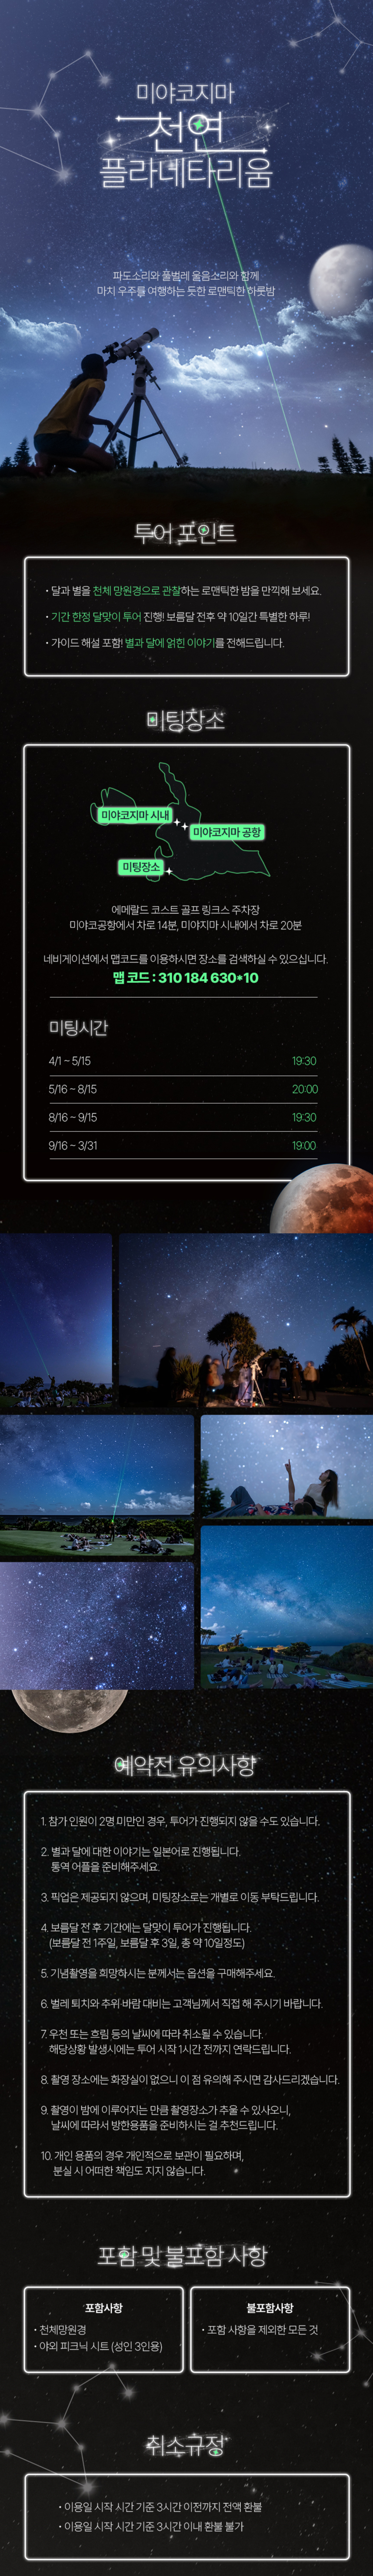 미야코지마
천연
플라네타리움
파도소리와 풀벌레 울음소리와 함께
마치 우주를 여행하는 듯한 로맨틱한 하룻밤
투어 포인트
• 달과 별을 천체 망원경으로 관찰하는 로맨틱한 밤을 만끽해 보세요.
• 기간 한정 달맞이 투어 진행! 보름달 전후 약 10일간 특별한 하루!
• 가이드 해설 포함! 별과 달에 얽힌 이야기를 전해드립니다.
미팅장소
미야코지마 시내
미야코지마 공항
미팅장소
에메랄드 코스트 골프 링크스 주차장
미야코공항에서 차로 14분, 미야지마 시내에서 차로 20분
네비게이션에서 맵코드를 이용하시면 장소를 검색하실 수 있으십니다.
맵 코드 : 310 184 630*10
미팅시간
4/1 ~ 5/15 19:30
5/16 ~ 8/15 20:00
8/16 ~ 9/15 19:30
9/16 ~ 3/31 19:00
예약전 유의사항
1. 참가 인원이 2명 미만인 경우, 투어가 진행되지 않을 수도 있습니다.
2. 별과 달에 대한 이야기는 일본어로 진행됩니다.
통역 어플을 준비해주세요.
3. 픽업은 제공되지 않으며, 미팅장소로는 개별로 이동 부탁드립니다.
4. 보름달 전 후 기간에는 달맞이 투어가 진행됩니다.
(보름달 전 1주일, 보름달 후 3일, 총 약 10일정도)
5. 기념촬영을 희망하시는 분께서는 옵션을 구매해주세요.
6. 벌레 퇴치와 추위 바람 대비는 고객님께서 직접 해 주시기 바랍니다.
7. 우천 또는 흐림 등의 날씨에 따라 취소될 수 있습니다.
해당상황 발생시에는 투어 시작 1시간 전까지 연락드립니다.
8. 촬영 장소에는 화장실이 없으니 이 점 유의해 주시면 감사드리겠습니다.
9. 촬영이 밤에 이루어지는 만큼 촬영장소가 추울 수 있사오니,
날씨에 따라서 방한용품을 준비하시는 걸 추천드립니다.
10. 개인 용품의 경우 개인적으로 보관이 필요하며,
분실 시 어떠한 책임도 지지 않습니다.
포함 및 불포함 사항
포함사항
• 천체망원경
• 야외 피크닉 시트 (성인 3인용)
불포함사항
• 포함 사항을 제외한 모든 것
취소규정
• 이용일 시작 시간 기준 3시간 이전까지 전액 환불
• 이용일 시작 시간 기준 3시간 이내 환불 불가